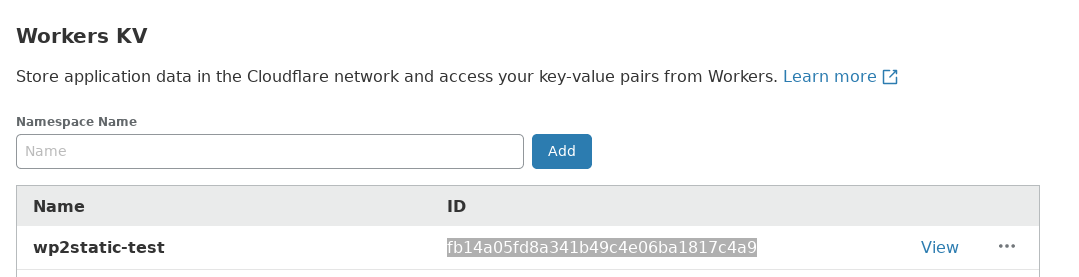 Workers KV
Store application data in the Cloudflare network and access your key-value pairs from Workers. Learn more
Namespace Name
Name
Add
Name ID
wp2static-test fb14a05fd8a341b49c4e06ba1817c4a9 View